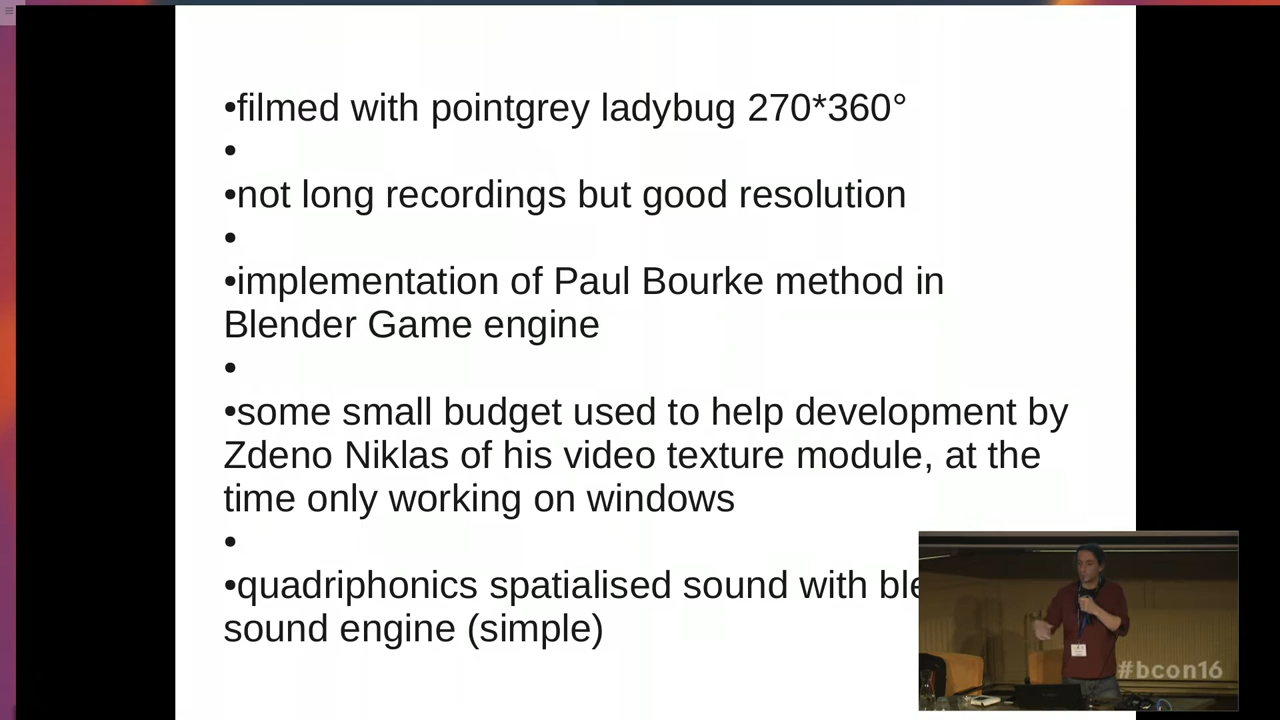 •filmed with pointgrey ladybug 270*360°
•
•not long recordings but good resolution
•
•implementation of Paul Bourke method in
Blender Game engine
•
•some small budget used to help development by
Zdeno Niklas of his video texture module, at the
time only working on windows
•
•quadriphonics spatialised sound with
sound engine (simple)
#bcon16